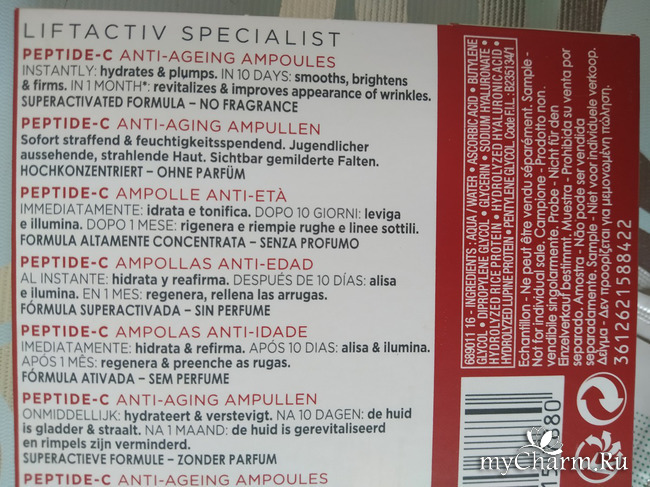 LIFTACTIV SPECIALIST
PEPTIDE-C ANTI-AGEING AMPOULES
INSTANTLY: hydrates & plumps. IN 10 DAYS: smooths, brightens
& firms. IN 1 MONTH*: revitalizes & improves appearance of wrinkles.
SUPERACTIVATED FORMULA – NO FRAGRANCE
PEPTIDE-C ANTI-AGING AMPULLEN
Sofort straffend & feuchtigkeitsspendend. Jugendlicher
aussehende, strahlende Haut. Sichtbar gemilderte Falten.
HOCHKONZENTRIERT – OHNE PARFÜM
PEPTIDE-C AMPOLLE ANTI-ETÀ
IMMEDIATAMENTE: idrata e tonifica. DOPO 10 GIORNI: leviga
e illumina. DOPO 1 MESE: rigenera e riempie rughe e linee sottili.
FORMULA ALTAMENTE CONCENTRATA – SENZA PROFUMO
PEPTIDE-C AMPOLLAS ANTI-EDAD
AL INSTANTE: hidrata y reafirma. DESPUÉS DE 10 DÍAS: alisa
e ilumina. EN 1 MES: regenera, rellena las arrugas.
FÓRMULA SUPERACTIVADA – SIN PERFUME
PEPTIDE-C AMPOLAS ANTI-IDADE
IMEDIATAMENTE: hidrata & refirma. APÓS 10 DIAS: alisa & ilumina.
APÓS 1 MÊS: regenera & preenche as rugas.
FÓRMULA ATIVADA – SEM PERFUME
PEPTIDE-C ANTI-AGING AMPULLEN
ONMIDDELLIJK: hydrateert & verstevigt. NA 10 DAGEN: de huid
is gladder & straalt. NA 1 MAAND: de huid is gerevitaliseerd
en rimpels zijn verminderd.
SUPERACTIEVE FORMULE – ZONDER PARFUM
PEPTIDE-C ANTI-AGEING AMPOULES
689011 16 - INGREDIENTS: AQUA / WATER • ASCORBIC ACID • BUTYLENE
GLYCOL • DIPROPYLENE GLYCOL • GLYCERIN • SODIUM HYALURONATE •
HYDROLYZED RICE PROTEIN • HYDROLYZED HYALURONIC ACID •
HYDROLYZED LUPINE PROTEIN • PENTYLENE GLYCOL. Code F.I.L. : B235134/1
Echantillon - Ne peut être vendu séparément. Sample -
Not for individual sale. Campione - Prodotto non
vendibile singolarmente. Probe - Nicht für den
Einzelverkauf bestimmt. Muestra - Prohibida su venta por
separado. Amostra - Não pode ser vendida
separadamente. Sample - Niet voor individuele verkoop.
Δείγμα - Δεν προορίζεται για μεμονωμένη πώληση.
3612621588422
myCharm.Ru